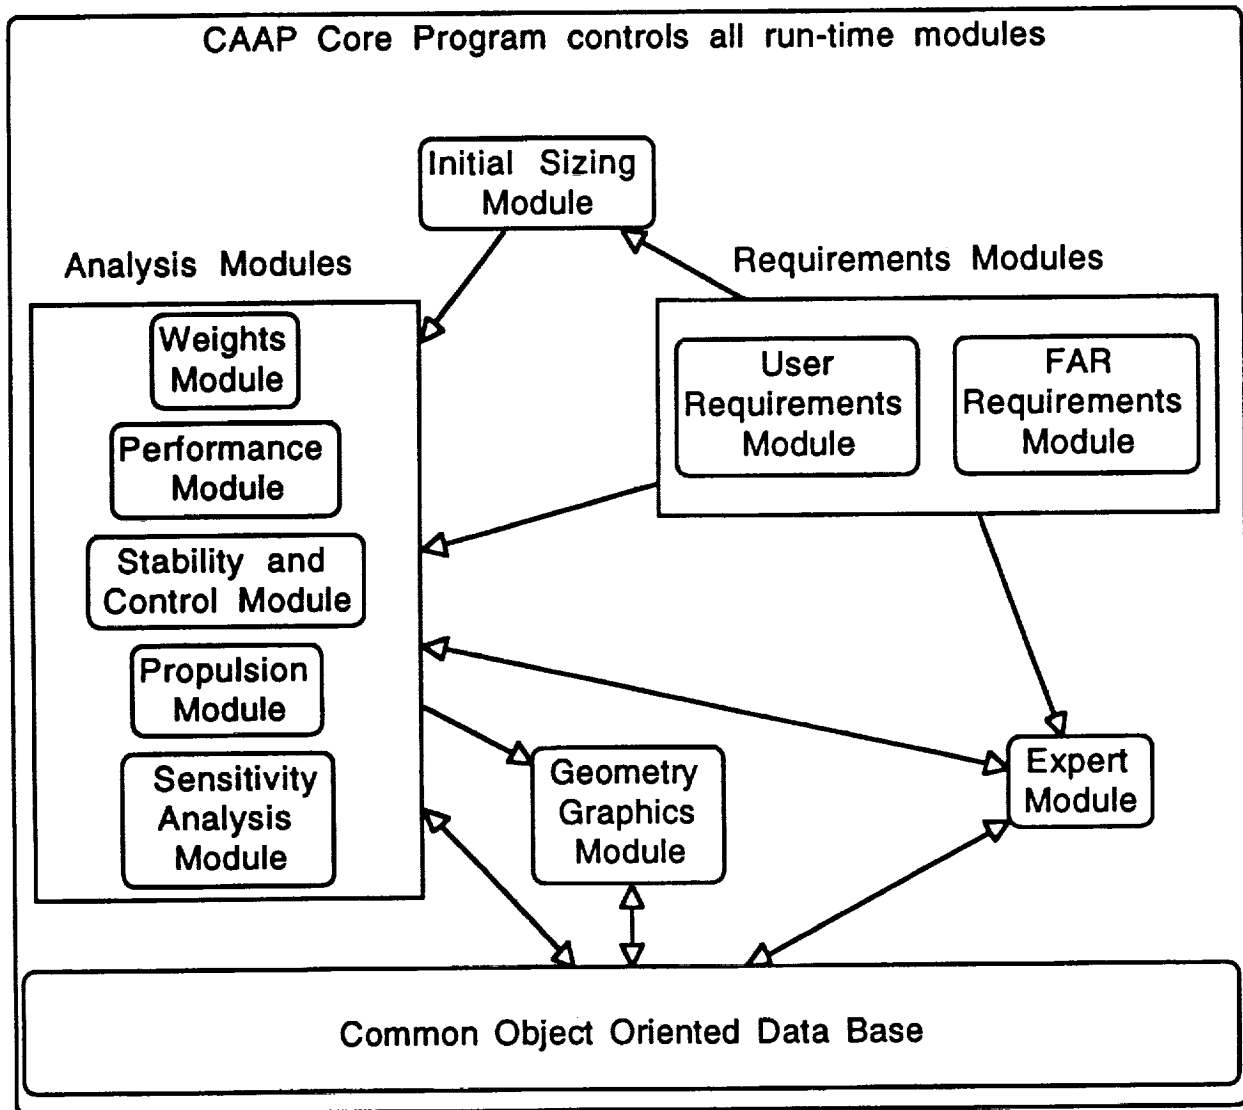 CAAP Core Program controls all run-time modules
Initial Sizing
Module
Analysis Modules
Requirements Modules
Weights
Module
Performance
Module
Stability and
Control Module
Propulsion
Module
Sensitivity
Analysis
Module
User
Requirements
Module
FAR
Requirements
Module
Geometry
Graphics
Module
Expert
Module
Common Object Oriented Data Base